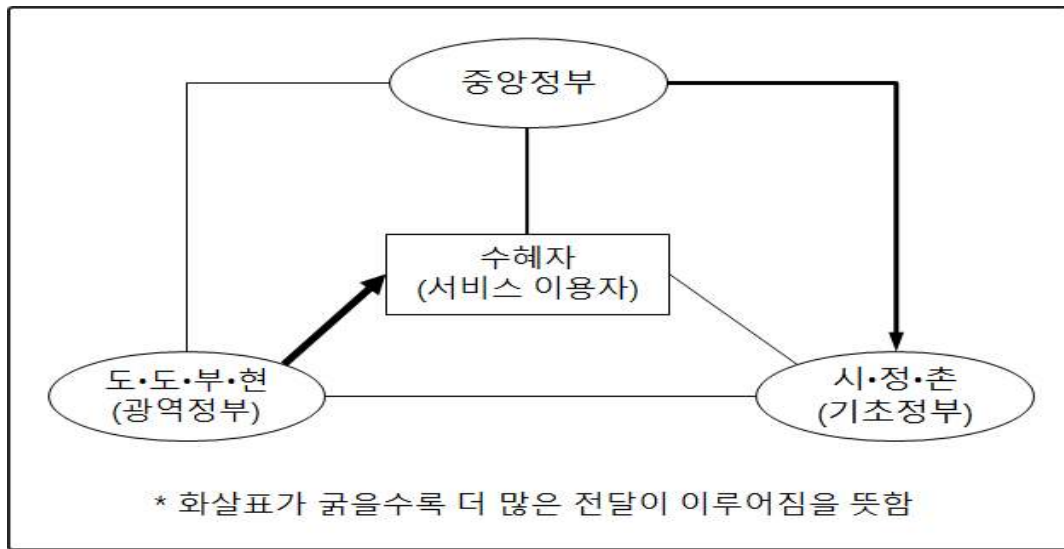 중앙정부
수혜자
(서비스 이용자)
도•도•부•현
(광역정부)
시•정•촌
(기초정부)
* 화살표가 굵을수록 더 많은 전달이 이루어짐을 뜻함